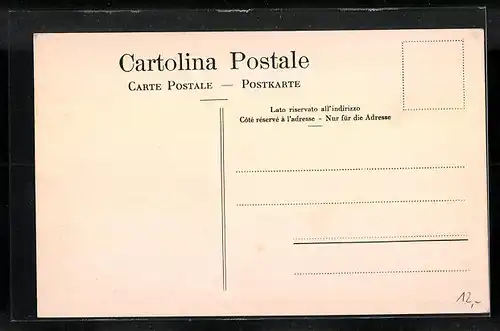 Cartolina Postale
CARTE POSTALE — POSTKARTE
Lato riservato all'indirizzo
Côté réservé à l'adresse - Nur für die Adresse
12,-